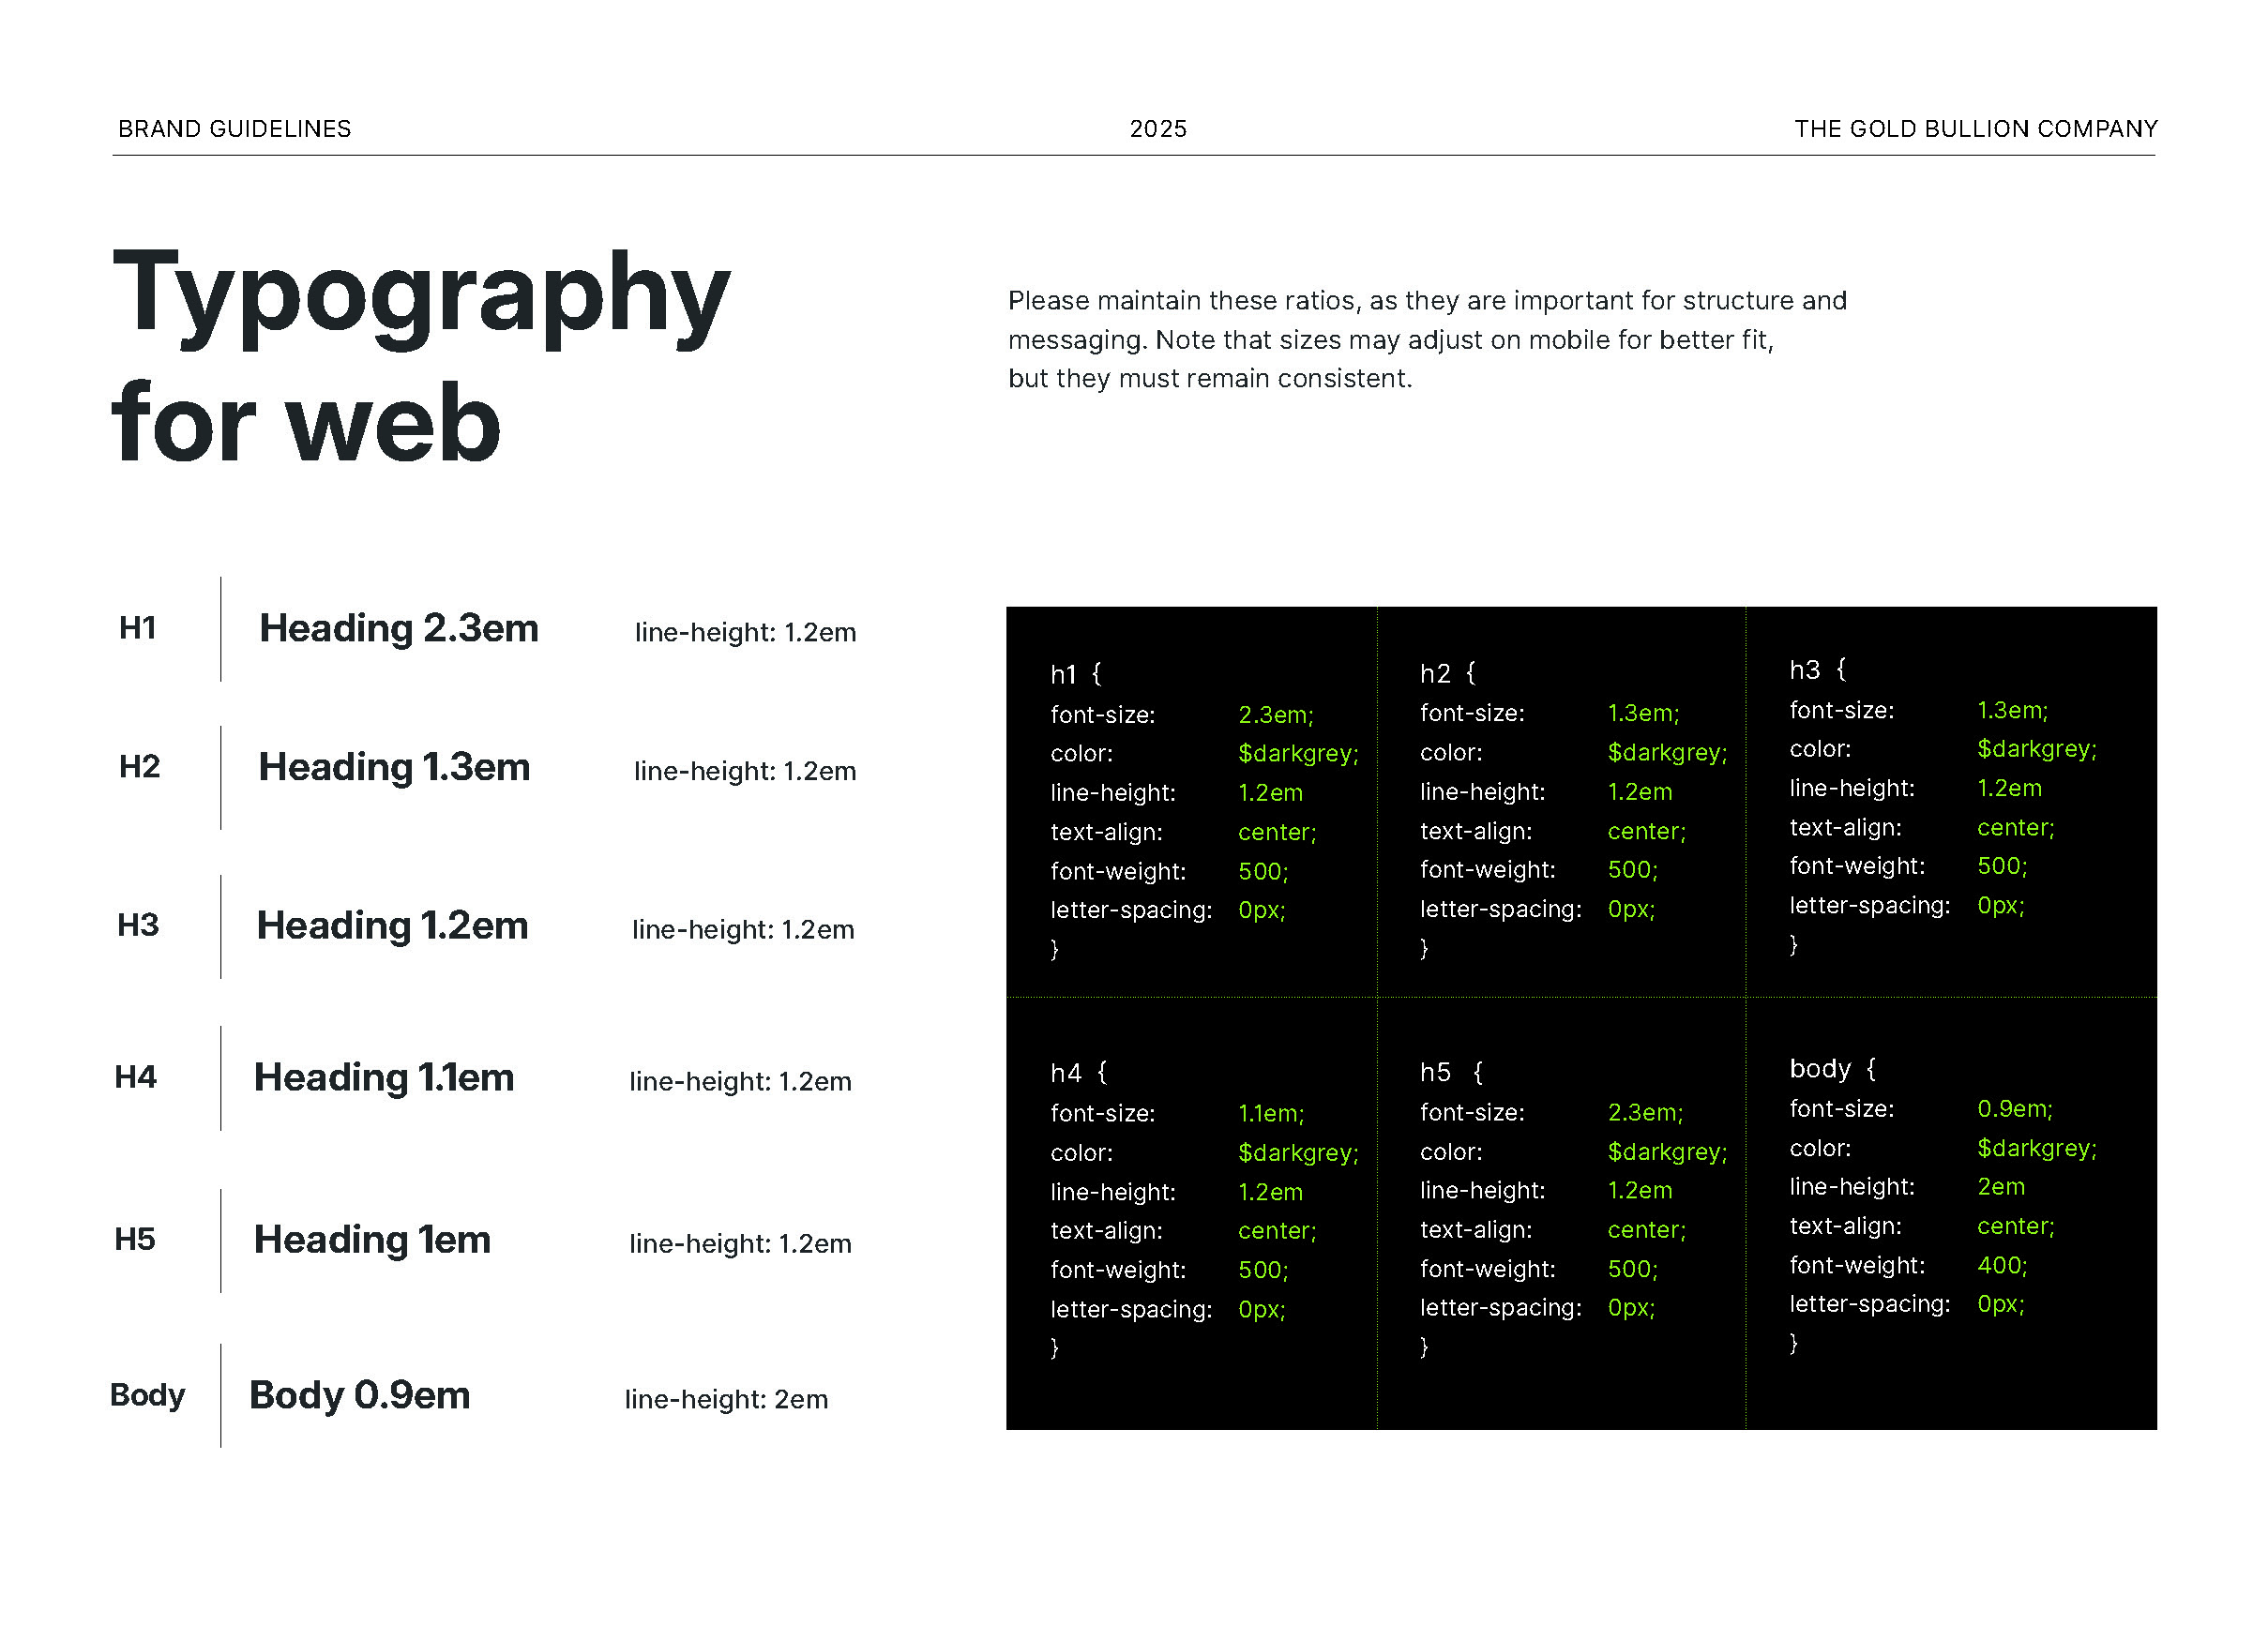 BRAND GUIDELINES 2025 THE GOLD BULLION COMPANY
Typography
for web
Please maintain these ratios, as they are important for structure and
messaging. Note that sizes may adjust on mobile for better fit,
but they must remain consistent.
H1 Heading 2.3em line-height: 1.2em
H2 Heading 1.3em line-height: 1.2em
H3 Heading 1.2em line-height: 1.2em
H4 Heading 1.1em line-height: 1.2em
H5 Heading 1em line-height: 1.2em
Body Body 0.9em line-height: 2em
h1 {
font-size: 2.3em;
color: $darkgrey;
line-height: 1.2em
text-align: center;
font-weight: 500;
letter-spacing: 0px;
}
h2 {
font-size: 1.3em;
color: $darkgrey;
line-height: 1.2em
text-align: center;
font-weight: 500;
letter-spacing: 0px;
}
h3 {
font-size: 1.3em;
color: $darkgrey;
line-height: 1.2em
text-align: center;
font-weight: 500;
letter-spacing: 0px;
}
h4 {
font-size: 1.1em;
color: $darkgrey;
line-height: 1.2em
text-align: center;
font-weight: 500;
letter-spacing: 0px;
}
h5 {
font-size: 2.3em;
color: $darkgrey;
line-height: 1.2em
text-align: center;
font-weight: 500;
letter-spacing: 0px;
}
body {
font-size: 0.9em;
color: $darkgrey;
line-height: 2em
text-align: center;
font-weight: 400;
letter-spacing: 0px;
}